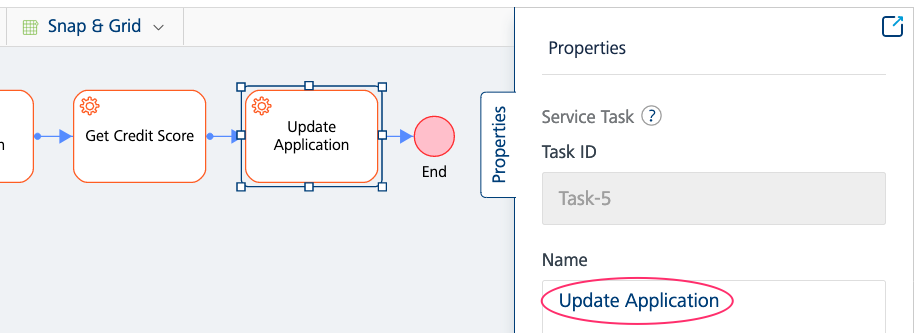 Snap & Grid
Properties
Properties
Service Task ?
Task ID
Task-5
Name
Update Application
Get Credit Score
Update
Application
End